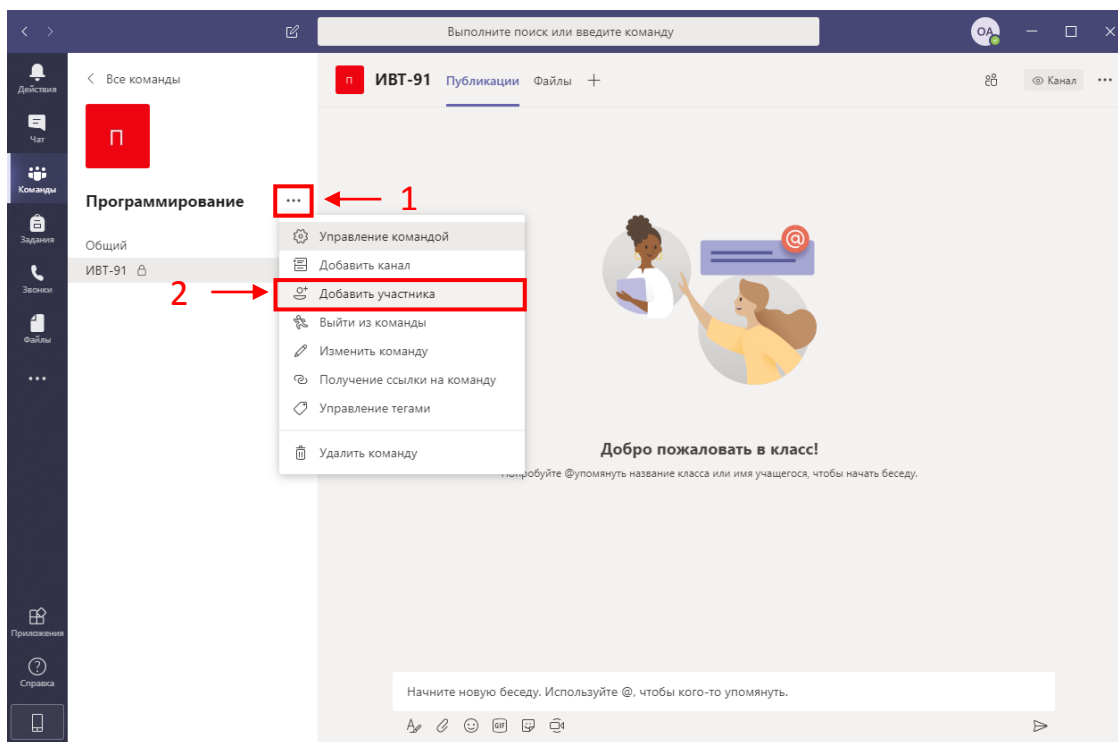 Выполните поиск или введите команду
OA
Действия
Чат
Команды
Задания
Звонки
Файлы
Приложения
Справка
Все команды
П
Программирование
1
Общий
ИВТ-91
2
Управление командой
Добавить канал
Добавить участника
Выйти из команды
Изменить команду
Получение ссылки на команду
Управление тегами
Удалить команду
П ИВТ-91 Публикации Файлы
Канал
@
Добро пожаловать в класс!
Попробуйте @упомянуть название класса или имя учащегося, чтобы начать беседу.
Начните новую беседу. Используйте @, чтобы кого-то упомянуть.
GIF